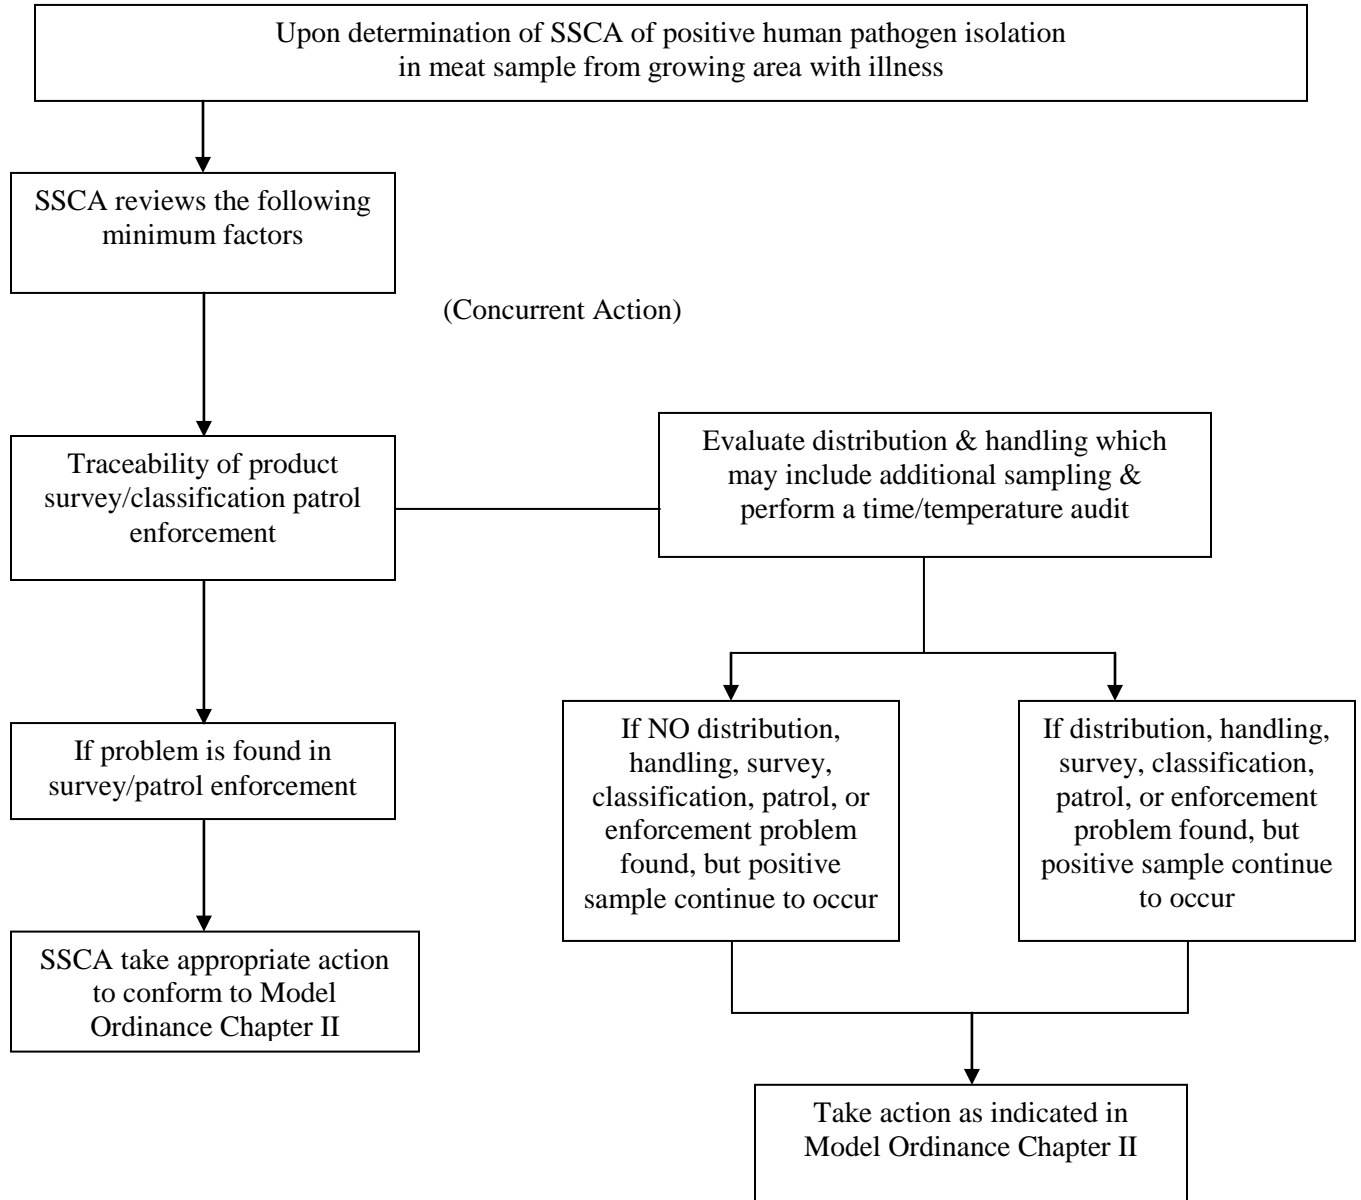 Upon determination of SSCA of positive human pathogen isolation
in meat sample from growing area with illness
SSCA reviews the following
minimum factors
(Concurrent Action)
Traceability of product
survey/classification patrol
enforcement
Evaluate distribution & handling which
may include additional sampling &
perform a time/temperature audit
If problem is found in
survey/patrol enforcement
If NO distribution,
handling, survey,
classification, patrol, or
enforcement problem
found, but positive
sample continue to occur
If distribution, handling,
survey, classification,
patrol, or enforcement
problem found, but
positive sample continue
to occur
SSCA take appropriate action
to conform to Model
Ordinance Chapter II
Take action as indicated in
Model Ordinance Chapter II